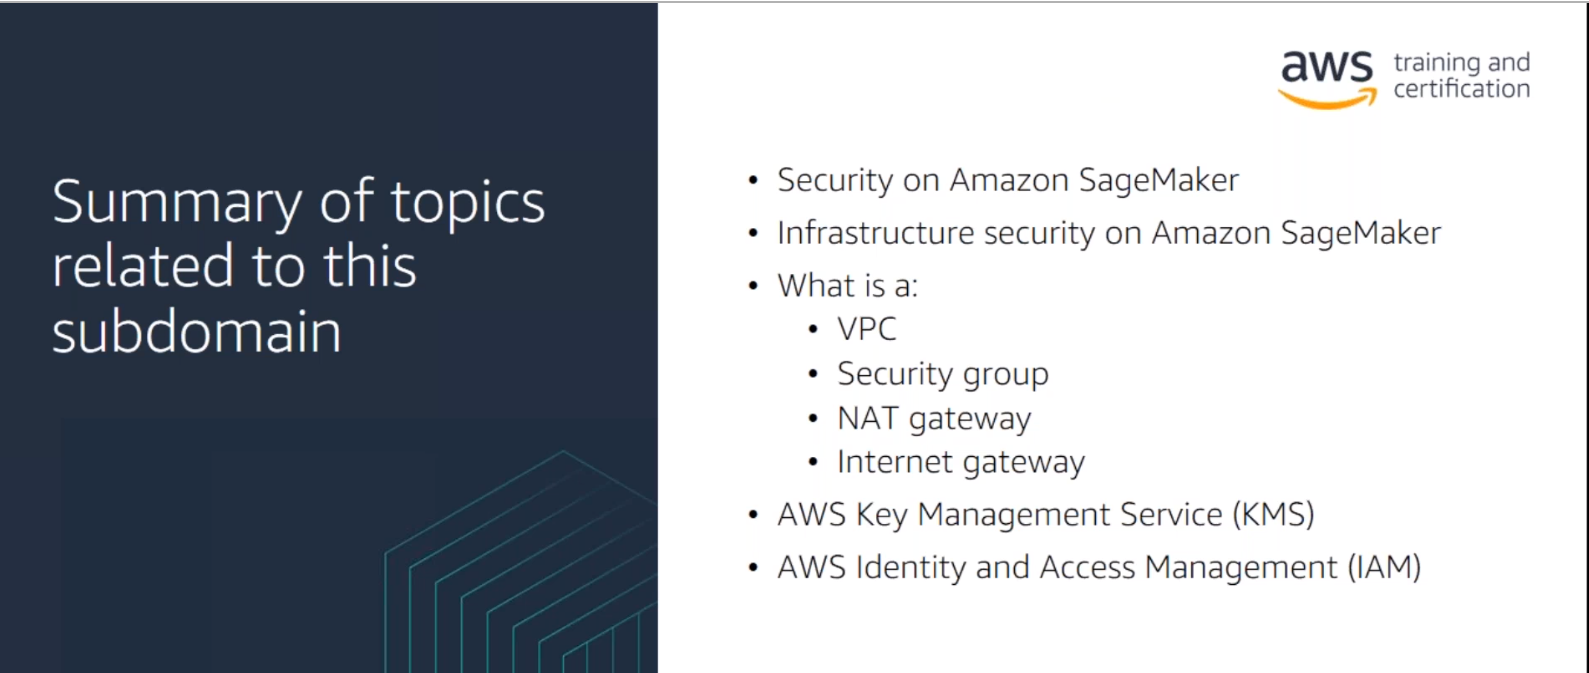 Summary of topics
related to this
subdomain
aws training and
certification
• Security on Amazon SageMaker
• Infrastructure security on Amazon SageMaker
• What is a:
• VPC
• Security group
• NAT gateway
• Internet gateway
• AWS Key Management Service (KMS)
• AWS Identity and Access Management (IAM)